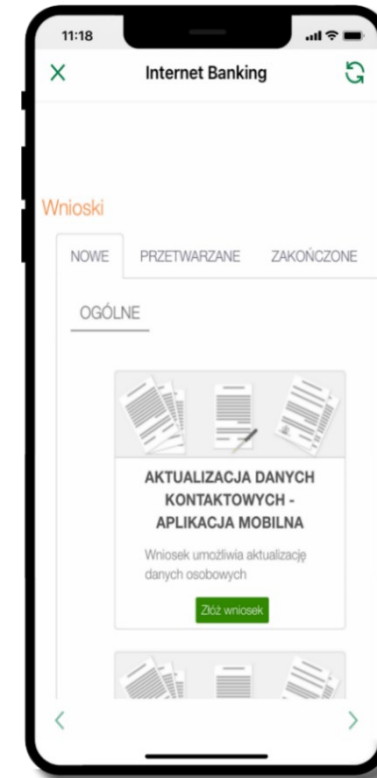 11:18
Internet Banking
Wnioski
NOWE PRZETWARZANE ZAKOŃCZONE
OGÓLNE
AKTUALIZACJA DANYCH
KONTAKTOWYCH -
APLIKACJA MOBILNA
Wniosek umożliwia aktualizację
danych osobowych
Złóż wniosek